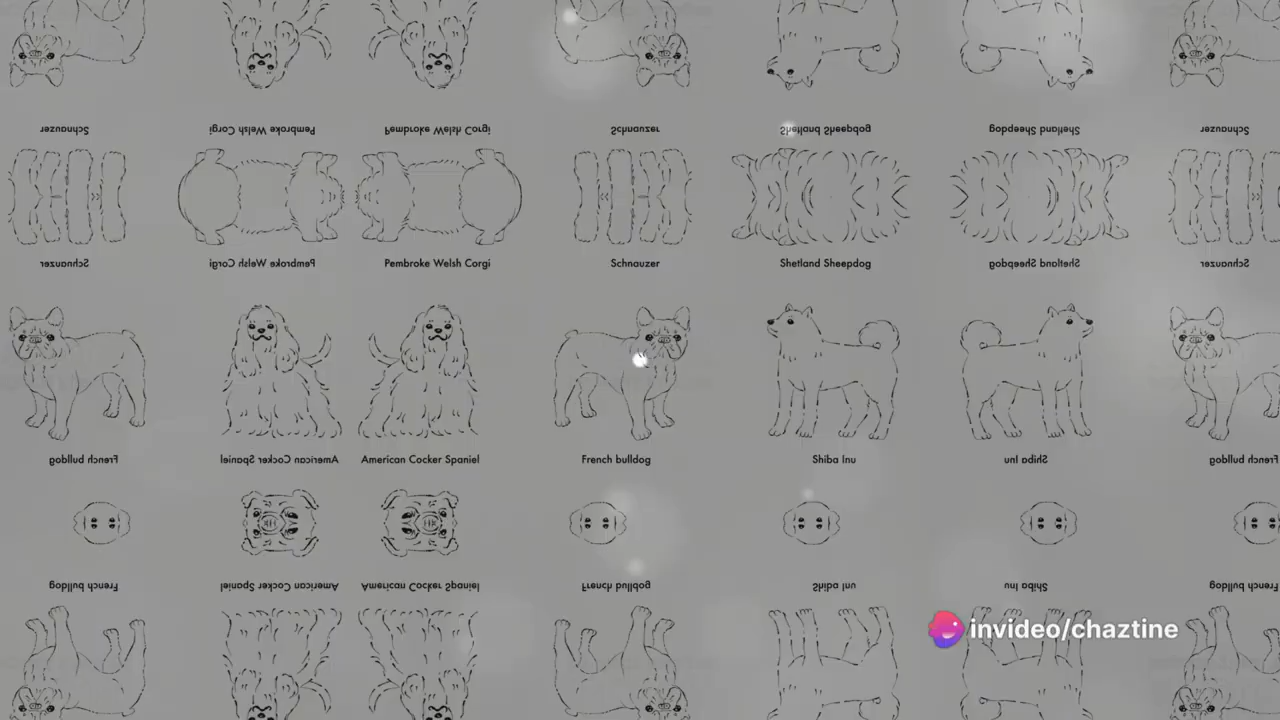 Schnauzer Pembroke Welsh Corgi Pembroke Welsh Corgi Schnauzer Shetland Sheepdog Shetland Sheepdog Schnauzer
Schnauzer Pembroke Welsh Corgi Pembroke Welsh Corgi Schnauzer Shetland Sheepdog Shetland Sheepdog Schnauzer
French bulldog American Cocker Spaniel American Cocker Spaniel French bulldog Shiba Inu Shiba Inu French bulldog
French bulldog American Cocker Spaniel American Cocker Spaniel French bulldog Shiba Inu Shiba Inu French bulldog
invideo/chaztine